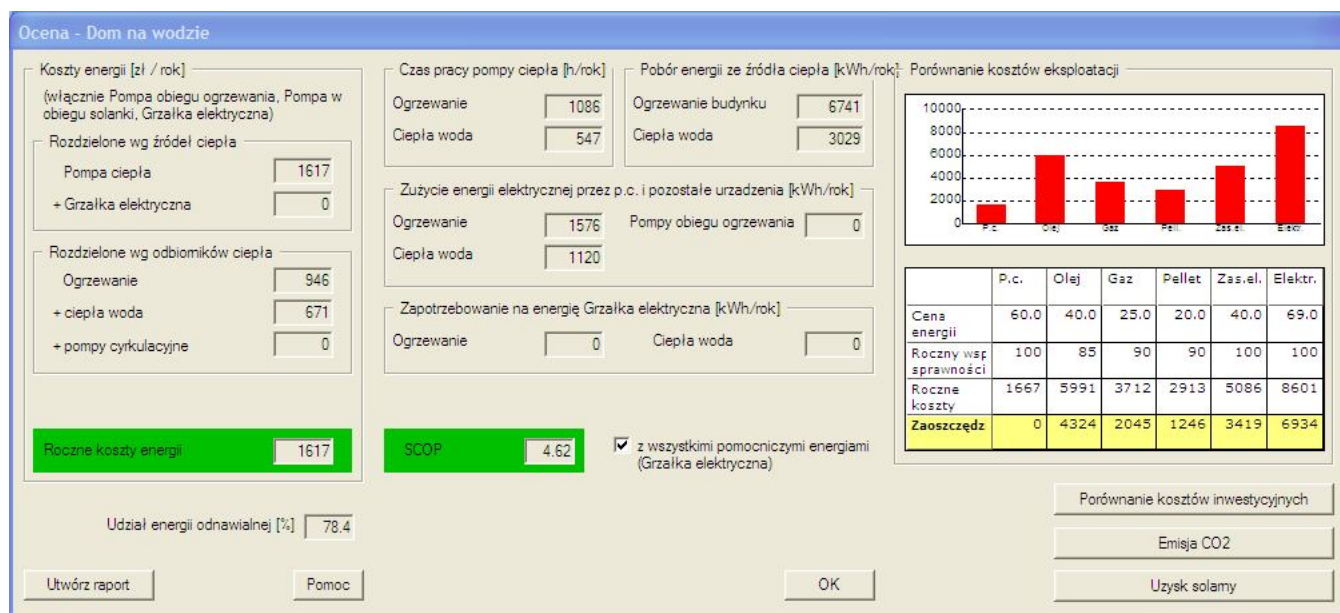 Ocena - Dom na wodzie
Koszty energii [zł / rok]
(włącznie Pompa obiegu ogrzewania, Pompa w
obiegu solanki, Grzałka elektryczna)
Rozdzielone wg źródeł ciepła
Pompa ciepła 1617
+ Grzałka elektryczna 0
Rozdzielone wg odbiorników ciepła
Ogrzewanie 946
+ ciepła woda 671
+ pompy cyrkulacyjne 0
Roczne koszty energii 1617
Udział energii odnawialnej [%] 78.4
Utwórz raport
Pomoc
Czas pracy pompy ciepła [h/rok]
Ogrzewanie 1086
Ciepła woda 547
Pobór energii ze źródła ciepła [kWh/rok]
Ogrzewanie budynku 6741
Ciepła woda 3029
Zużycie energii elektrycznej przez p.c. i pozostałe urzadzenia [kWh/rok]
Ogrzewanie 1576 Pompy obiegu ogrzewania 0
Ciepła woda 1120
Zapotrzebowanie na energię Grzałka elektryczna [kWh/rok]
Ogrzewanie 0 Ciepła woda 0
SCOP 4.62
z wszystkimi pomocniczymi energiami
(Grzałka elektryczna)
OK
Porównanie kosztów eksploatacji
10000
8000
6000
4000
2000
0
P.c. Olej Gaz Pell. Zas.el. Elektr.
P.c. Olej Gaz Pellet Zas.el. Elektr.
Cena 60.0 40.0 25.0 20.0 40.0 69.0
energii
Roczny wsp 100 85 90 90 100 100
sprawności
Roczne 1667 5991 3712 2913 5086 8601
koszty
Zaoszczędz 0 4324 2045 1246 3419 6934
Porównanie kosztów inwestycyjnych
Emisja CO2
Uzysk solarny